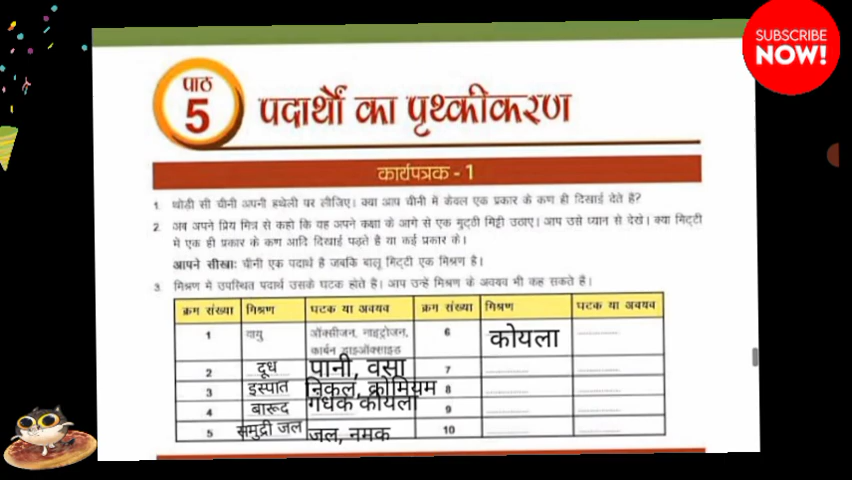 SUBSCRIBE
NOW!
पाठ
5
पदार्थों का पृथ्कीकरण
कार्यपत्रक - 1
1. थोड़ी सी चीनी अपनी हथेली पर लीजिए। क्या आप चीनी में केवल एक प्रकार के कण ही दिखाई देते हैं?
2. अब अपने प्रिय मित्र से कहो कि वह अपने कक्षा के आगे से एक मुट्ठी मिट्टी उठाए। आप उसे ध्यान से देखें। क्या मिट्टी
में एक ही प्रकार के कण आदि दिखाई पड़ते है या कई प्रकार के।
आपने सीखाः चीनी एक पदार्थ है जबकि बालू मिट्टी एक मिश्रण है।
3. मिश्रण में उपस्थित पदार्थ उसके घटक होते है। आप उन्हें मिश्रण के अवयव भी कह सकते है।
क्रम संख्या मिश्रण घटक या अवयव क्रम संख्या मिश्रण घटक या अवयव
1 वायु ऑक्सीजन, नाइट्रोजन, 6 कोयला
कार्बन डाइऑक्साइड
2 दूध पानी, वसा 7
3 इस्पात निकल, क्रोमियम 8
4 बारूद गंधक कोयला 9
5 समुद्री जल जल, नमक 10